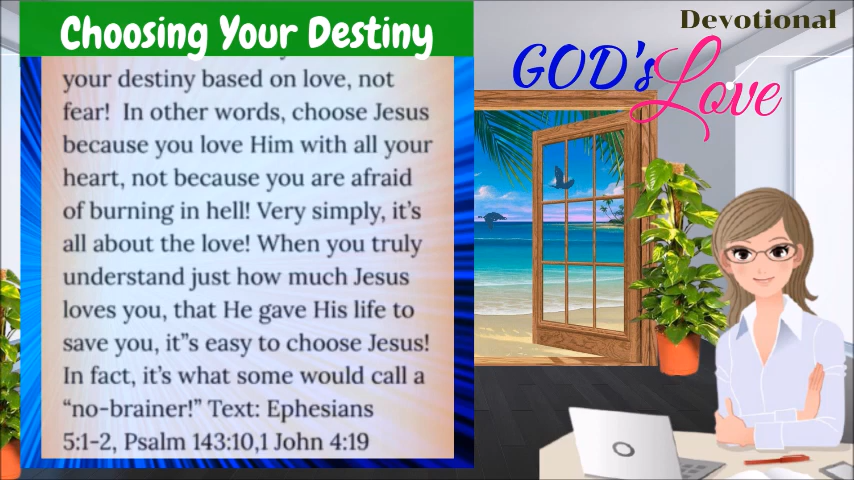 Choosing Your Destiny
your destiny based on love, not
fear! In other words, choose Jesus
because you love Him with all your
heart, not because you are afraid
of burning in hell! Very simply, it’s
all about the love! When you truly
understand just how much Jesus
loves you, that He gave His life to
save you, it”s easy to choose Jesus!
In fact, it’s what some would call a
“no-brainer!” Text: Ephesians
5:1-2, Psalm 143:10,1 John 4:19
Devotional
GOD's
Love